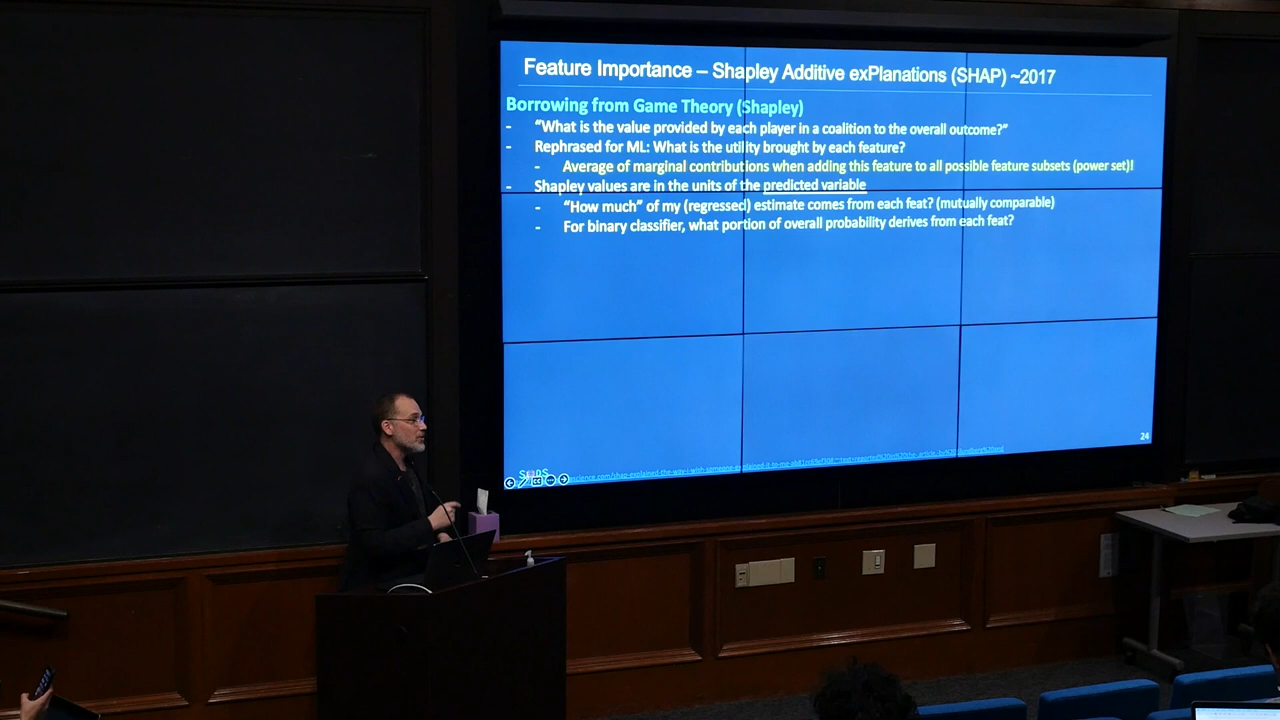 Feature Importance – Shapley Additive exPlanations (SHAP) ~2017
Borrowing from Game Theory (Shapley)
- "What is the value provided by each player in a coalition to the overall outcome?"
- Rephrased for ML: What is the utility brought by each feature?
- Average of marginal contributions when adding this feature to all possible feature subsets (power set)!
- Shapley values are in the units of the predicted variable
- "How much" of my (regressed) estimate comes from each feat? (mutually comparable)
- For binary classifier, what portion of overall probability derives from each feat?
24